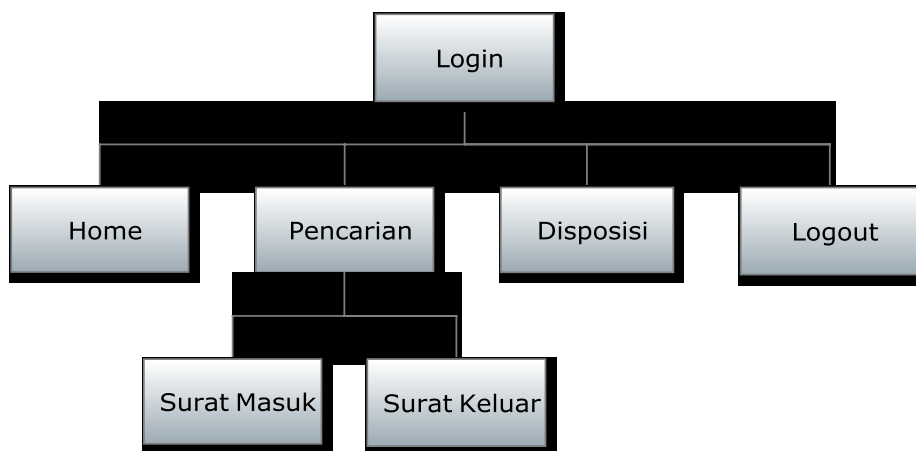 Login
Home
Pencarian
Disposisi
Logout
Surat Masuk
Surat Keluar